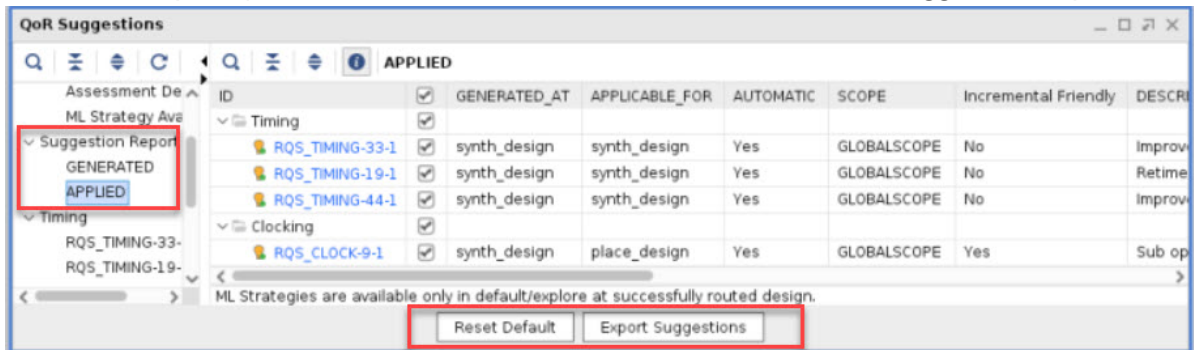 QoR Suggestions
APPLIED
Assessment De
ML Strategy Ava
Suggestion Report
GENERATED
APPLIED
Timing
RQS_TIMING-33-
RQS_TIMING-19-
ID GENERATED_AT APPLICABLE_FOR AUTOMATIC SCOPE Incremental Friendly DESCRI
Timing
RQS_TIMING-33-1 synth_design synth_design Yes GLOBALSCOPE No Improv
RQS_TIMING-19-1 synth_design synth_design Yes GLOBALSCOPE No Retime
RQS_TIMING-44-1 synth_design synth_design Yes GLOBALSCOPE No Improv
Clocking
RQS_CLOCK-9-1 synth_design place_design Yes GLOBALSCOPE Yes Sub op
ML Strategies are available only in default/explore at successfully routed design.
Reset Default Export Suggestions